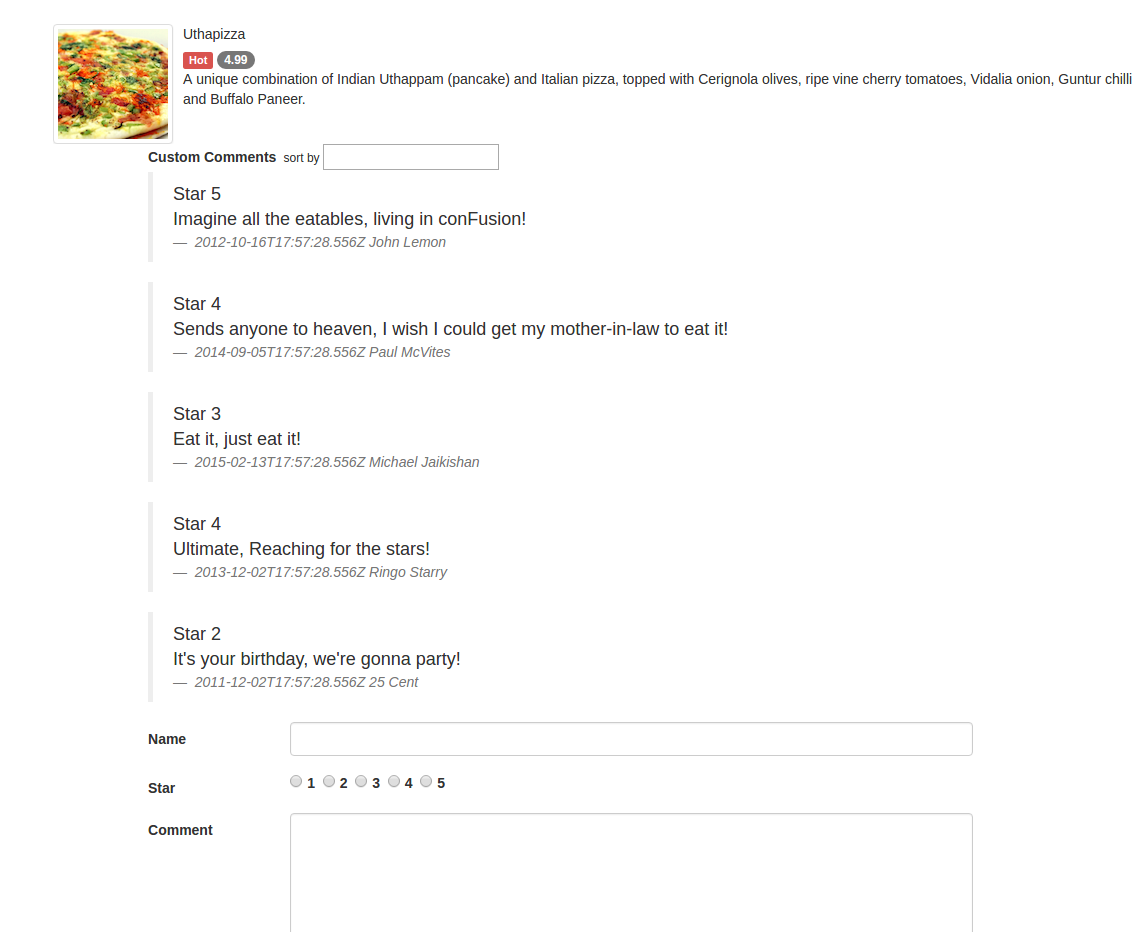 Uthapizza
Hot 4.99
A unique combination of Indian Uthappam (pancake) and Italian pizza, topped with Cerignola olives, ripe vine cherry tomatoes, Vidalia onion, Guntur chilli
and Buffalo Paneer.
Custom Comments sort by
Star 5
Imagine all the eatables, living in conFusion!
— 2012-10-16T17:57:28.556Z John Lemon
Star 4
Sends anyone to heaven, I wish I could get my mother-in-law to eat it!
— 2014-09-05T17:57:28.556Z Paul McVites
Star 3
Eat it, just eat it!
— 2015-02-13T17:57:28.556Z Michael Jaikishan
Star 4
Ultimate, Reaching for the stars!
— 2013-12-02T17:57:28.556Z Ringo Starry
Star 2
It's your birthday, we're gonna party!
— 2011-12-02T17:57:28.556Z 25 Cent
Name
Star 1 2 3 4 5
Comment